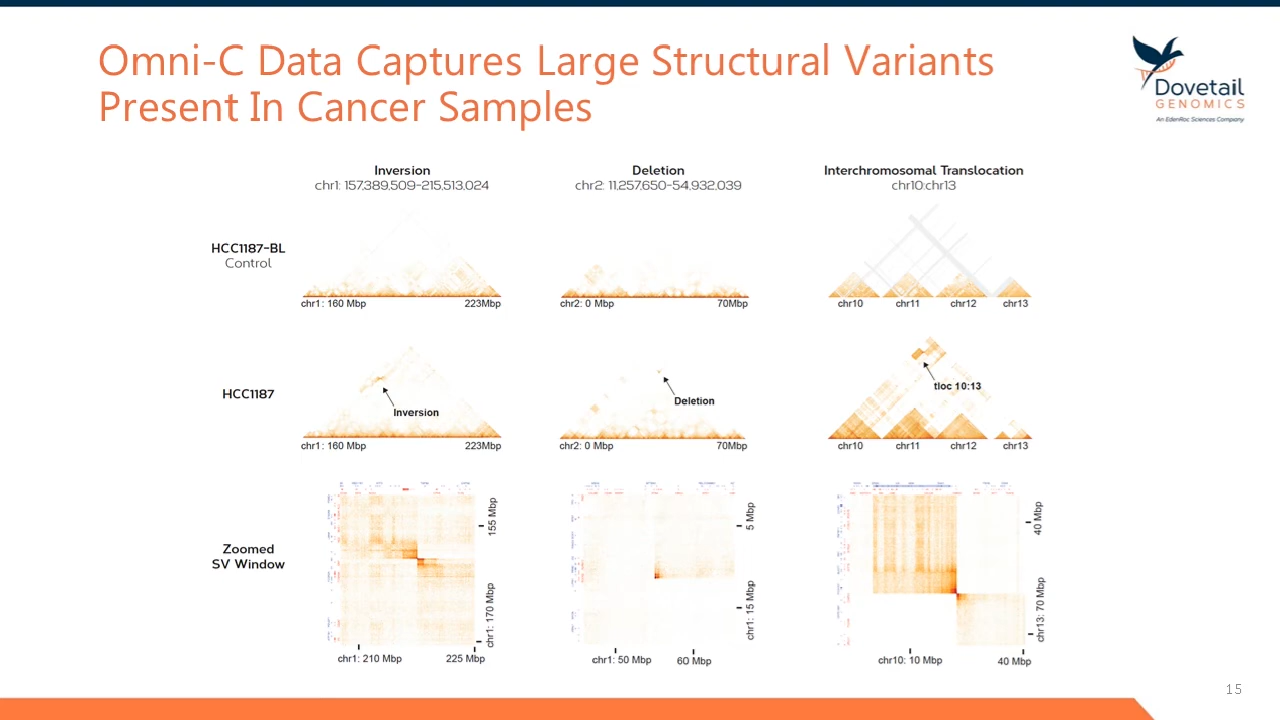 Omni-C Data Captures Large Structural Variants
Present In Cancer Samples
Dovetail
GENOMICS
An EdenRoc Sciences Company
Inversion
chr1: 157,389,509-215,513,024
Deletion
chr2: 11,257,650-54,932,039
Interchromosomal Translocation
chr10:chr13
HCC1187-BL
Control
chr1: 160 Mbp
223Mbp
chr2: 0 Mbp
70Mbp
chr10
chr11
chr12
chr13
HCC1187
Inversion
Deletion
tloc 10:13
chr1: 160 Mbp
223Mbp
chr2: 0 Mbp
70Mbp
chr10
chr11
chr12
chr13
Zoomed
SV Window
155 Mbp
chr1: 170 Mbp
chr1: 210 Mbp
225 Mbp
5 Mbp
chr1: 15 Mbp
chr1: 50 Mbp
60 Mbp
40 Mbp
chr13: 70 Mbp
chr10: 10 Mbp
40 Mbp
15